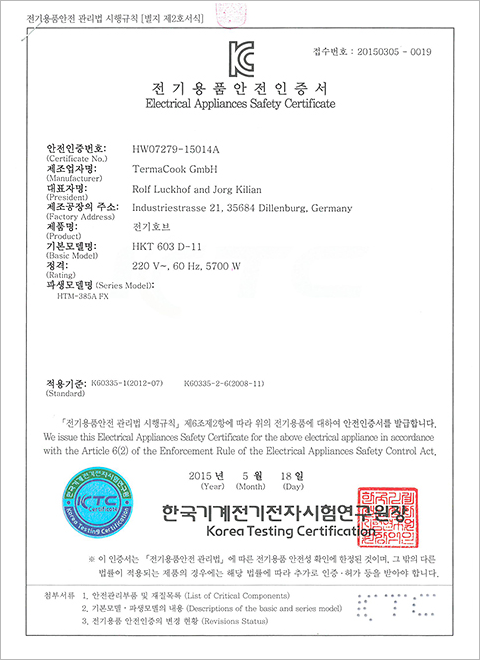 전기용품안전 관리법 시행규칙 [별지 제2호서식]
접수번호 : 20150305 - 0019
KC
전기용품안전인증서
Electrical Appliances Safety Certificate
안전인증번호: HW07279-15014A
(Certificate No.)
제조업자명: TermaCook GmbH
(Manufacturer)
대표자명: Rolf Luckhof and Jorg Kilian
(President)
제조공장의 주소: Industriestrasse 21, 35684 Dillenburg, Germany
(Factory Address)
제품명: 전기호브
(Product)
기본모델명: HKT 603 D-11
(Basic Model)
정격: 220 V~, 60 Hz, 5700 W
(Rating)
파생모델명 (Series Model):
HTM-385A FX
KTC
적용기준: K60335-1(2012-07) K60335-2-6(2008-11)
(Standard)
「전기용품안전 관리법 시행규칙」제6조제2항에 따라 위의 전기용품에 대하여 안전인증서를 발급합니다.
We issue this Electrical Appliances Safety Certificate for the above electrical appliance in accordance
with the Article 6(2) of the Enforcement Rule of the Electrical Appliances Safety Control Act.
2015 년 5 월 18 일
(Year) (Month) (Day)
한국기계전기전자시험연구원
KTC
Certificate
Korea Testing Certification
한국기계전기전자시험연구원장
Korea Testing Certification
※ 이 인증서는 「전기용품안전 관리법」에 따른 전기용품 안전성 확인에 한정된 것이며, 그 밖의 다른
법률이 적용되는 제품의 경우에는 해당 법률에 따라 추가로 인증·허가 등을 받아야 합니다.
첨부서류 1. 안전관리부품 및 재질목록 (List of Critical Components)
2. 기본모델·파생모델의 내용 (Descriptions of the basic and series model)
3. 전기용품 안전인증의 변경 현황 (Revisions Status)
KTC